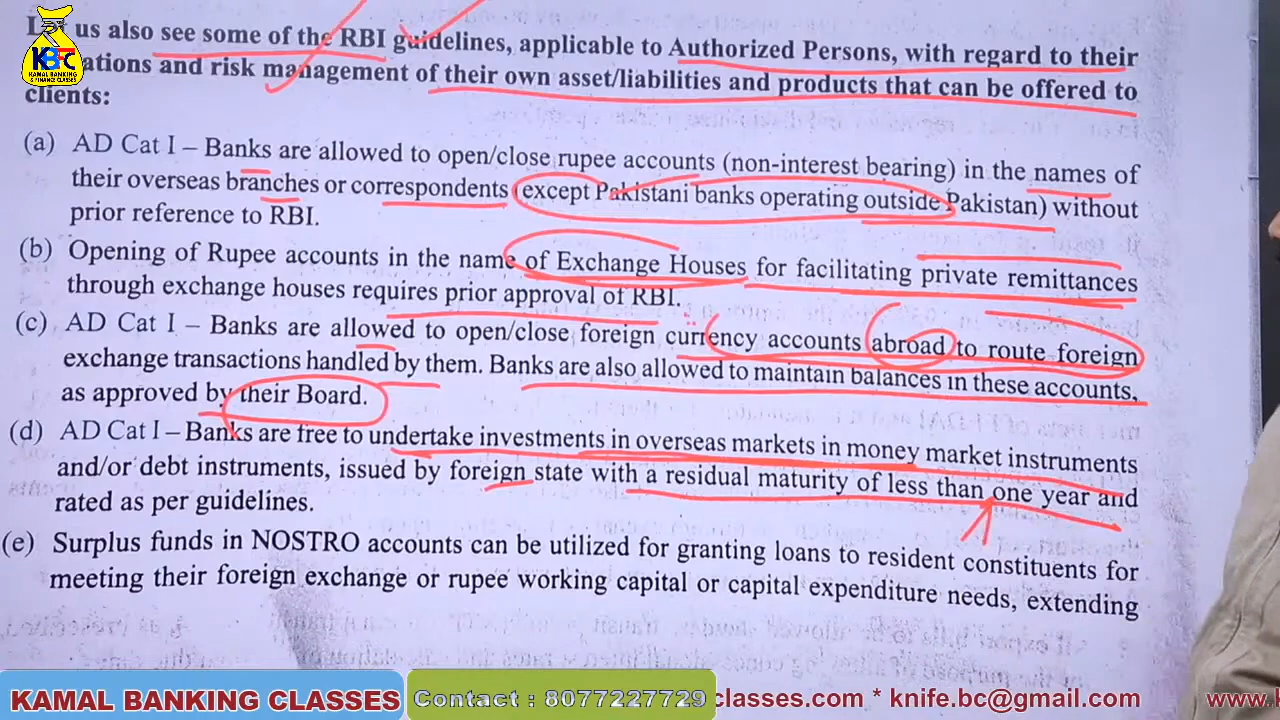 Let us also see some of the RBI guidelines, applicable to Authorized Persons, with regard to their
ations and risk management of their own asset/liabilities and products that can be offered to
clients:
(a) AD Cat I – Banks are allowed to open/close rupee accounts (non-interest bearing) in the names of
their overseas branches or correspondents (except Pakistani banks operating outside Pakistan) without
prior reference to RBI.
(b) Opening of Rupee accounts in the name of Exchange Houses for facilitating private remittances
through exchange houses requires prior approval of RBI.
(c) AD Cat I – Banks are allowed to open/close foreign currency accounts abroad to route foreign
exchange transactions handled by them. Banks are also allowed to maintain balances in these accounts,
as approved by their Board.
(d) AD Cat I – Banks are free to undertake investments in overseas markets in money market instruments
and/or debt instruments, issued by foreign state with a residual maturity of less than one year and
rated as per guidelines.
(e) Surplus funds in NOSTRO accounts can be utilized for granting loans to resident constituents for
meeting their foreign exchange or rupee working capital or capital expenditure needs, extending
KBC
KAMAL BANKING
& FINANCE CLASSES
KAMAL BANKING CLASSES Contact : 8077227729 classes.com * knife.bc@gmail.com www.k